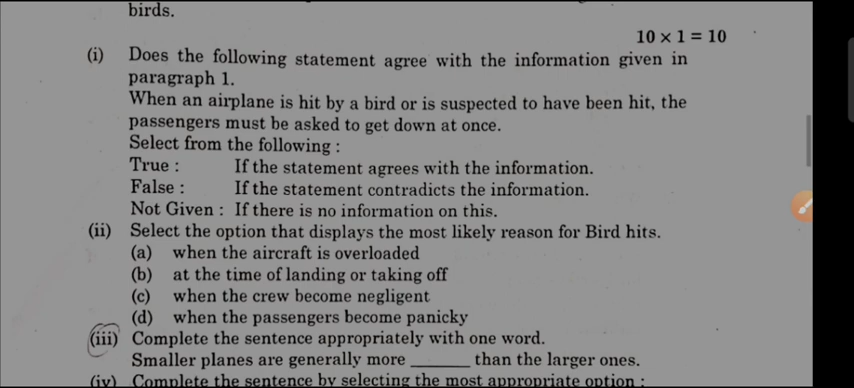 birds.
10 × 1 = 10
(i) Does the following statement agree with the information given in
paragraph 1.
When an airplane is hit by a bird or is suspected to have been hit, the
passengers must be asked to get down at once.
Select from the following :
True : If the statement agrees with the information.
False : If the statement contradicts the information.
Not Given : If there is no information on this.
(ii) Select the option that displays the most likely reason for Bird hits.
(a) when the aircraft is overloaded
(b) at the time of landing or taking off
(c) when the crew become negligent
(d) when the passengers become panicky
(iii) Complete the sentence appropriately with one word.
Smaller planes are generally more ______ than the larger ones.
(iv) Complete the sentence by selecting the most appropriate option :